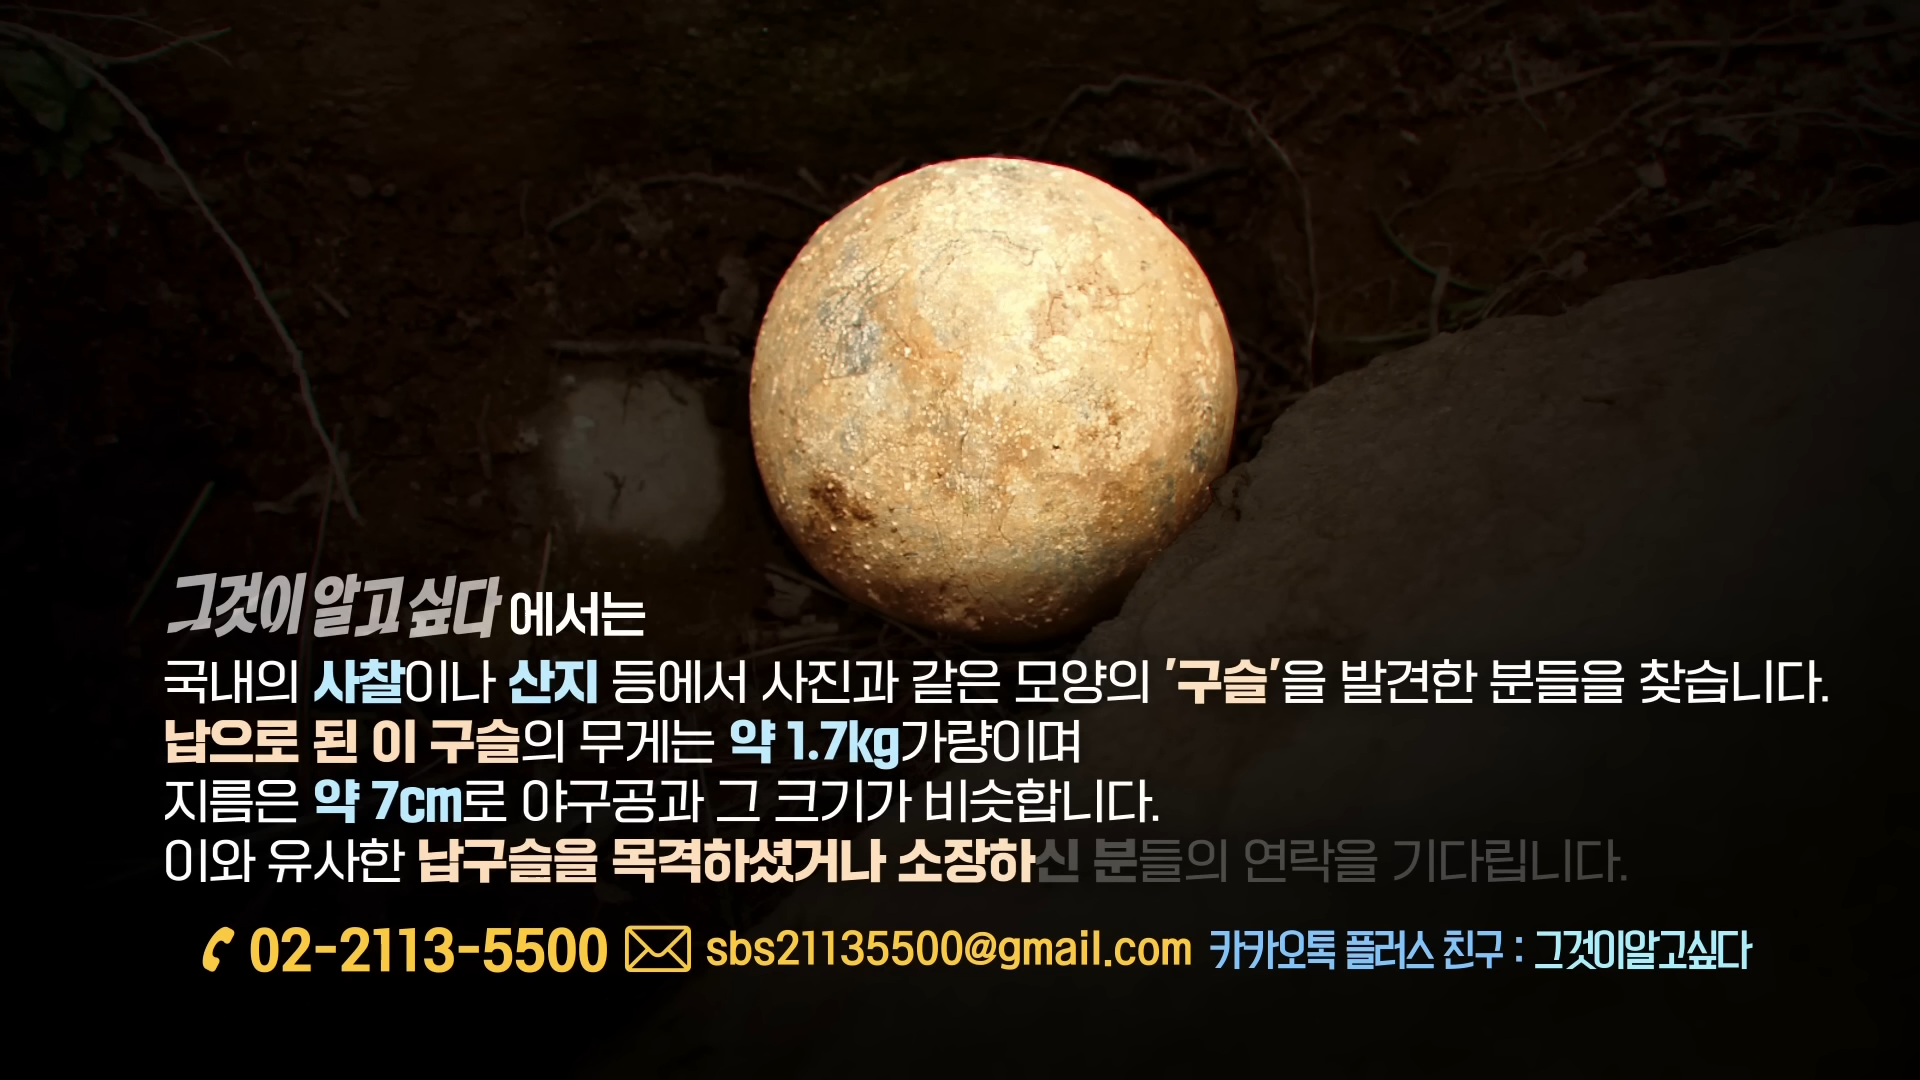 그것이 알고 싶다 에서는
국내의 사찰이나 산지 등에서 사진과 같은 모양의 '구슬'을 발견한 분들을 찾습니다.
납으로 된 이 구슬의 무게는 약 1.7kg가량이며
지름은 약 7cm로 야구공과 그 크기가 비슷합니다.
이와 유사한 납구슬을 목격하셨거나 소장하신 분들의 연락을 기다립니다.
02-2113-5500 sbs21135500@gmail.com 카카오톡 플러스 친구 : 그것이알고싶다